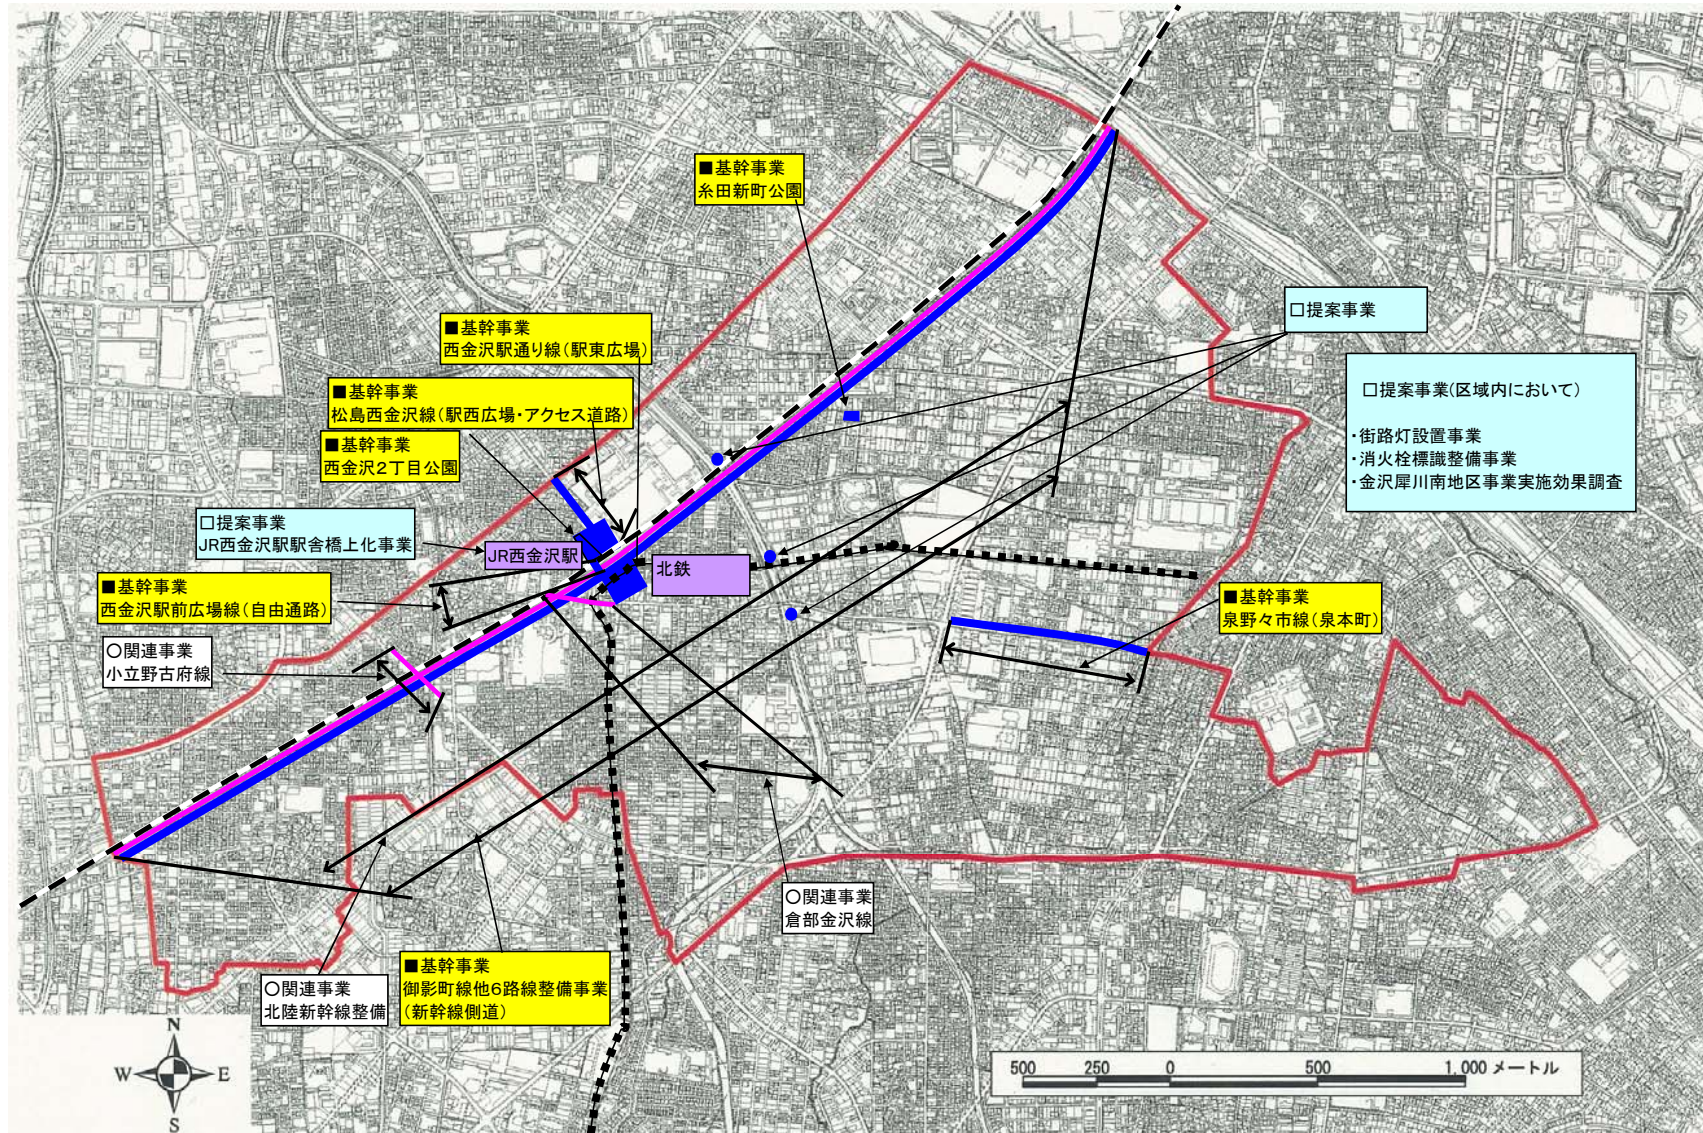 ■基幹事業
糸田新町公園
□提案事業
■基幹事業
西金沢駅通り線（駅東広場）
□提案事業（区域内において）
・街路灯設置事業
・消火栓標識整備事業
・金沢犀川南地区事業実施効果調査
■基幹事業
松島西金沢線（駅西広場・アクセス道路）
■基幹事業
西金沢２丁目公園
□提案事業
JR西金沢駅駅舎橋上化事業
JR西金沢駅
北鉄
■基幹事業
西金沢駅前広場線（自由通路）
■基幹事業
泉野々市線（泉本町）
○関連事業
小立野古府線
○関連事業
倉部金沢線
■基幹事業
御影町線他６路線整備事業
（新幹線側道）
○関連事業
北陸新幹線整備
N
W E
S
500 250 0 500 1,000 メートル